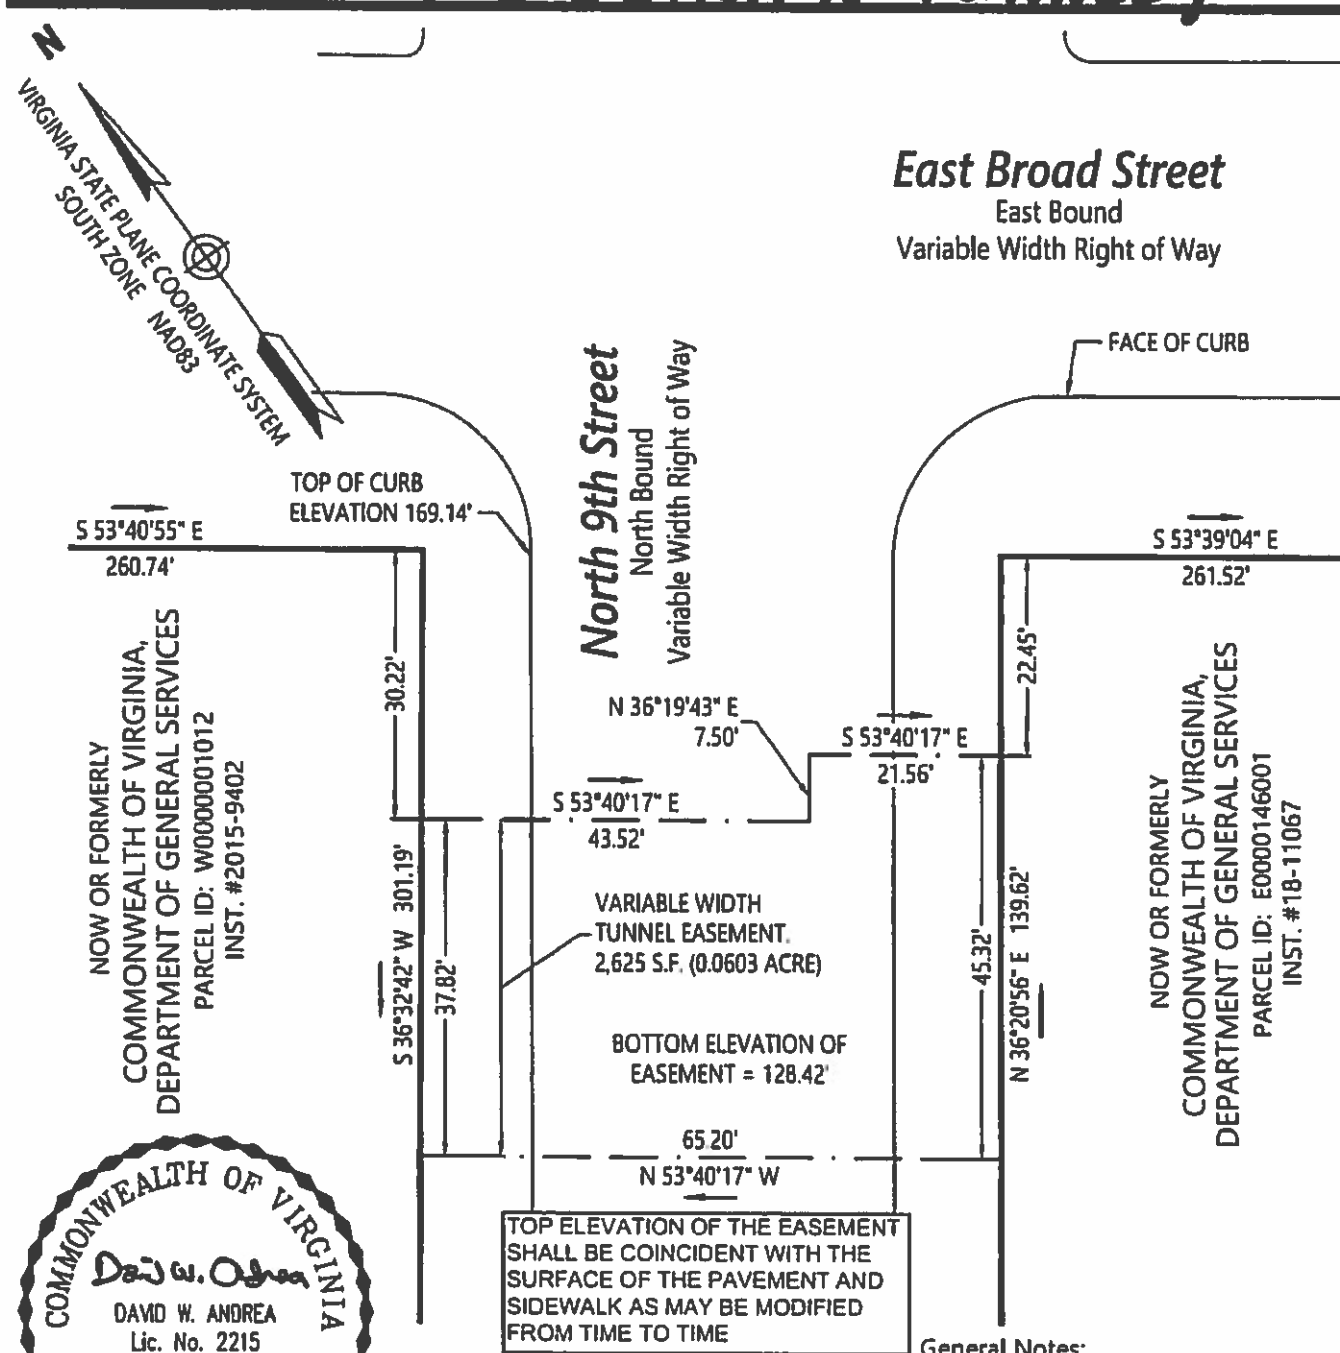 N
VIRGINIA STATE PLANE COORDINATE SYSTEM
SOUTH ZONE NAD83
East Broad Street
East Bound
Variable Width Right of Way
FACE OF CURB
North 9th Street
North Bound
Variable Width Right of Way
TOP OF CURB
ELEVATION 169.14'
S 53°40'55" E
260.74'
S 53°39'04" E
261.52'
30.22'
22.45'
N 36°19'43" E
7.50'
S 53°40'17" E
21.56'
S 53°40'17" E
43.52'
NOW OR FORMERLY
COMMONWEALTH OF VIRGINIA,
DEPARTMENT OF GENERAL SERVICES
PARCEL ID: W0000001012
INST. #2015-9402
S 36°32'42" W 301.19'
37.82'
VARIABLE WIDTH
TUNNEL EASEMENT.
2,625 S.F. (0.0603 ACRE)
BOTTOM ELEVATION OF
EASEMENT = 128.42'
45.32'
N 36°20'56" E 139.62'
NOW OR FORMERLY
COMMONWEALTH OF VIRGINIA,
DEPARTMENT OF GENERAL SERVICES
PARCEL ID: E0000146001
INST. #18-11067
65.20'
N 53°40'17" W
COMMONWEALTH OF VIRGINIA
David W. Andrea
DAVID W. ANDREA
Lic. No. 2215
TOP ELEVATION OF THE EASEMENT
SHALL BE COINCIDENT WITH THE
SURFACE OF THE PAVEMENT AND
SIDEWALK AS MAY BE MODIFIED
FROM TIME TO TIME
General Notes: